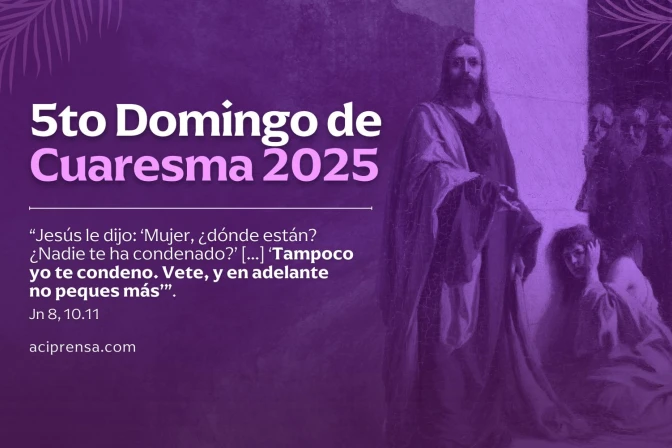 5to Domingo de
Cuaresma 2025
“Jesús le dijo: ‘Mujer, ¿dónde están?
¿Nadie te ha condenado?’ [...] ‘Tampoco
yo te condeno. Vete, y en adelante
no peques más’”.
Jn 8, 10.11
aciprensa.com